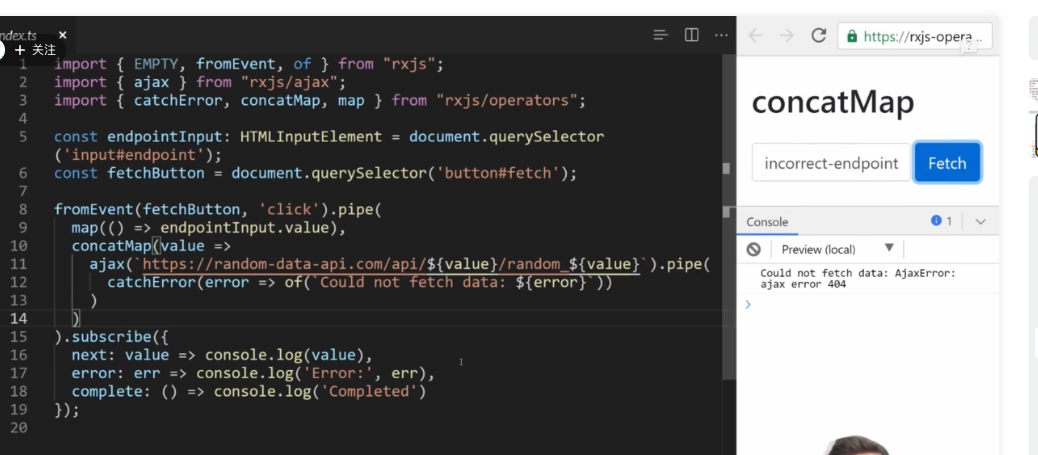 ndex.ts ×
+ 关注
https://rxjs-opera...
1 import { EMPTY, fromEvent, of } from "rxjs";
2 import { ajax } from "rxjs/ajax";
3 import { catchError, concatMap, map } from "rxjs/operators";
4
5 const endpointInput: HTMLInputElement = document.querySelector
('input#endpoint');
6 const fetchButton = document.querySelector('button#fetch');
7
8 fromEvent(fetchButton, 'click').pipe(
9 map(() => endpointInput.value),
10 concatMap(value =>
11 ajax(`https://random-data-api.com/api/${value}/random_${value}`).pipe(
12 catchError(error => of(`Could not fetch data: ${error}`))
13 )
14 )
15 ).subscribe({
16 next: value => console.log(value),
17 error: err => console.log('Error:', err),
18 complete: () => console.log('Completed')
19 });
20
concatMap
incorrect-endpoint Fetch
Console 1
Preview (local)
Could not fetch data: AjaxError:
ajax error 404